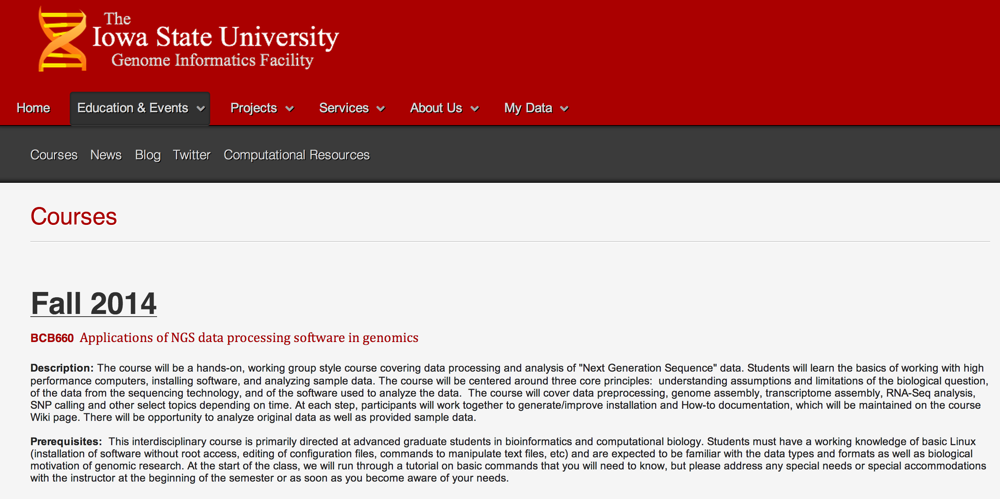 The
Iowa State University
Genome Informatics Facility
Home Education & Events Projects Services About Us My Data
Courses News Blog Twitter Computational Resources
Courses
Fall 2014
BCB660 Applications of NGS data processing software in genomics
Description: The course will be a hands-on, working group style course covering data processing and analysis of "Next Generation Sequence" data. Students will learn the basics of working with high
performance computers, installing software, and analyzing sample data. The course will be centered around three core principles:  understanding assumptions and limitations of the biological question,
of the data from the sequencing technology, and of the software used to analyze the data.  The course will cover data preprocessing, genome assembly, transcriptome assembly, RNA-Seq analysis,
SNP calling and other select topics depending on time. At each step, participants will work together to generate/improve installation and How-to documentation, which will be maintained on the course
Wiki page. There will be opportunity to analyze original data as well as provided sample data.
Prerequisites:  This interdisciplinary course is primarily directed at advanced graduate students in bioinformatics and computational biology. Students must have a working knowledge of basic Linux
(installation of software without root access, editing of configuration files, commands to manipulate text files, etc) and are expected to be familiar with the data types and formats as well as biological
motivation of genomic research. At the start of the class, we will run through a tutorial on basic commands that you will need to know, but please address any special needs or special accommodations
with the instructor at the beginning of the semester or as soon as you become aware of your needs.